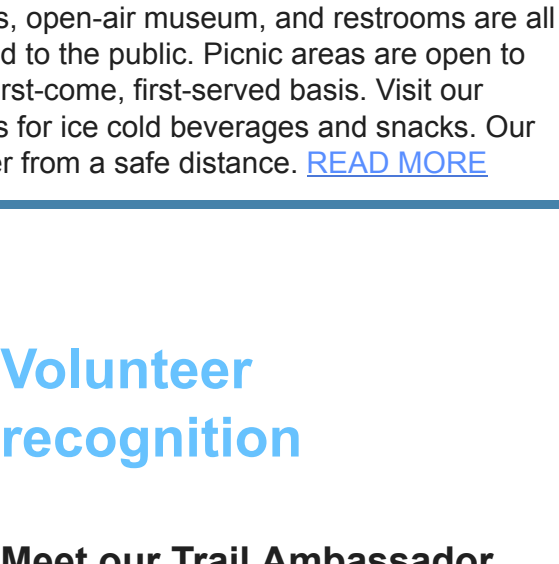 s, open-air museum, and restrooms are all
d to the public. Picnic areas are open to
rst-come, first-served basis. Visit our
s for ice cold beverages and snacks. Our
er from a safe distance. READ MORE
Volunteer
recognition
Meet our Trail Ambassador